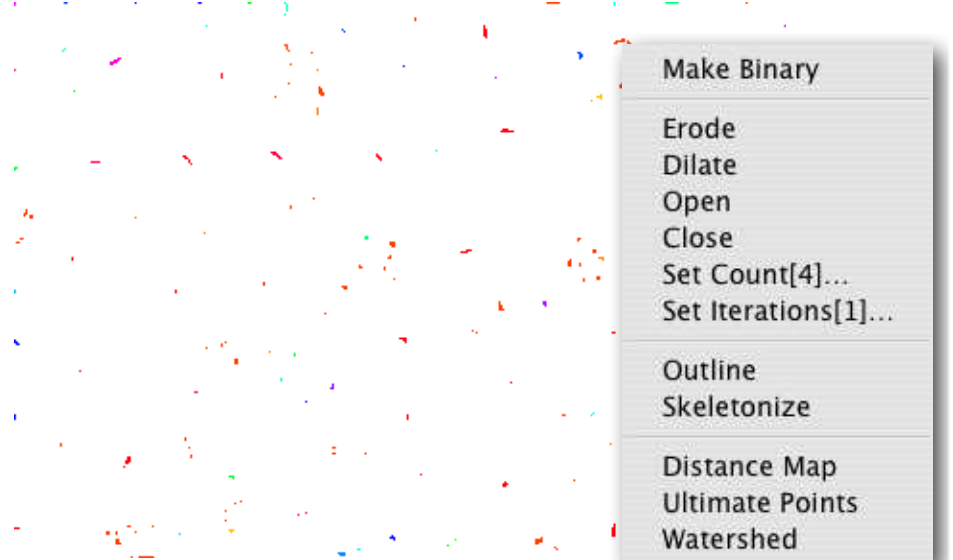 Make Binary
Erode
Dilate
Open
Close
Set Count[4]...
Set Iterations[1]...
Outline
Skeletonize
Distance Map
Ultimate Points
Watershed